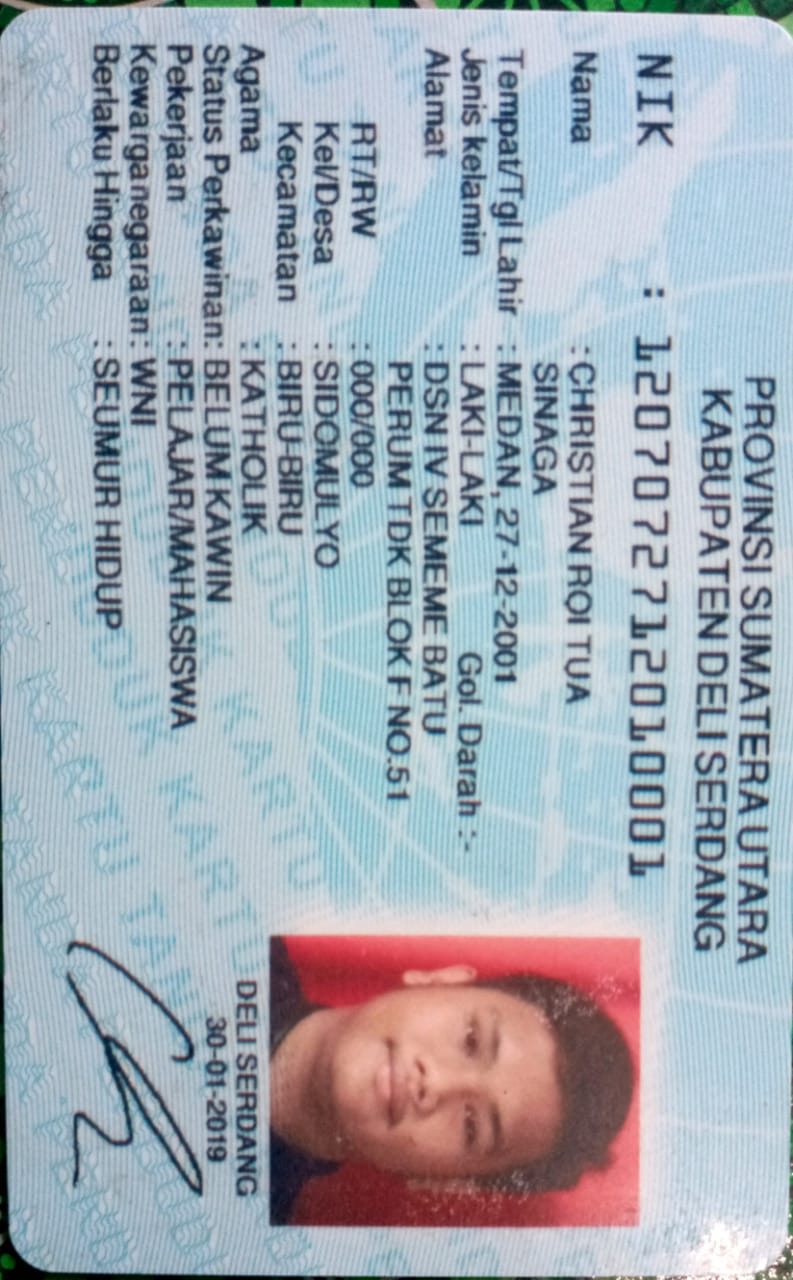 PROVINSI SUMATERA UTARA
KABUPATEN DELI SERDANG
NIK : 1207072712010001
Nama : CHRISTIAN ROI TUA
SINAGA
Tempat/Tgl Lahir : MEDAN, 27-12-2001
Jenis kelamin : LAKI-LAKI Gol. Darah :-
Alamat : DSN IV SEMEME BATU
PERUM TDK BLOK F NO.51
RT/RW : 000/000
Kel/Desa : SIDOMULYO
Kecamatan : BIRU-BIRU
Agama : KATHOLIK
Status Perkawinan: BELUM KAWIN
Pekerjaan : PELAJAR/MAHASISWA
Kewarganegaraan: WNI
Berlaku Hingga : SEUMUR HIDUP
DELI SERDANG
30-01-2019